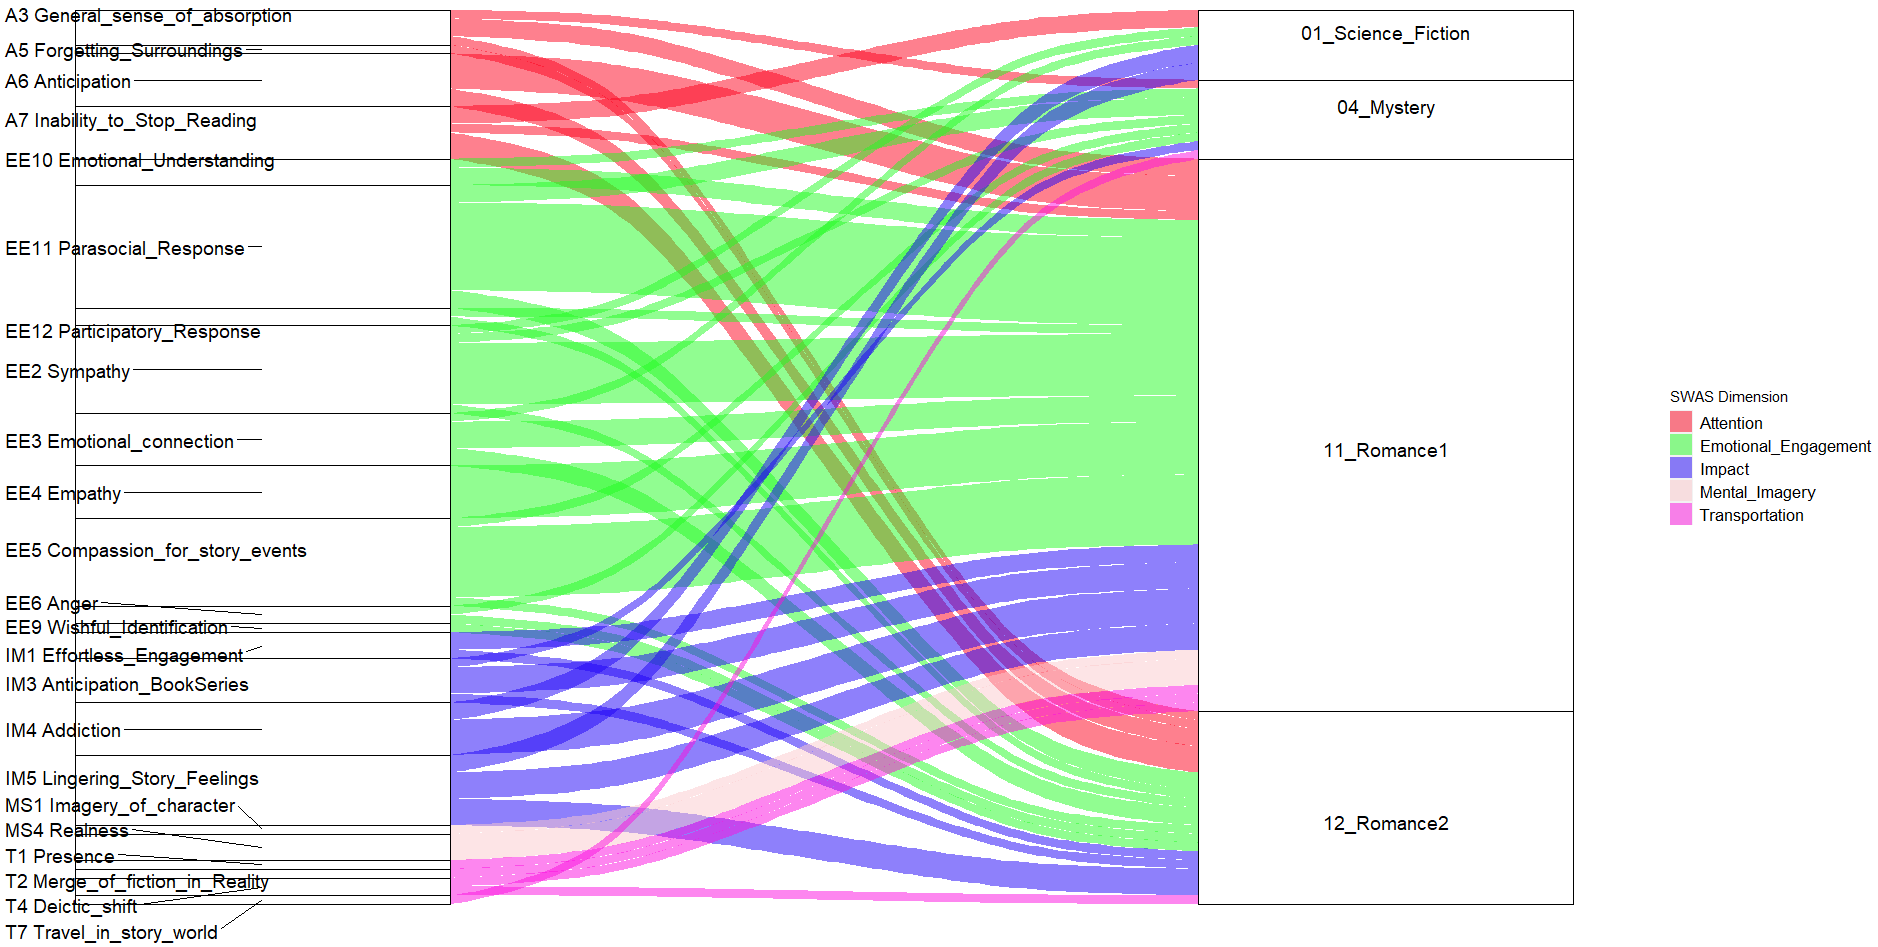 A3 General_sense_of_absorption
A5 Forgetting_Surroundings
A6 Anticipation
A7 Inability_to_Stop_Reading
EE10 Emotional_Understanding
EE11 Parasocial_Response
EE12 Participatory_Response
EE2 Sympathy
EE3 Emotional_connection
EE4 Empathy
EE5 Compassion_for_story_events
EE6 Anger
EE9 Wishful_Identification
IM1 Effortless_Engagement
IM3 Anticipation_BookSeries
IM4 Addiction
IM5 Lingering_Story_Feelings
MS1 Imagery_of_character
MS4 Realness
T1 Presence
T2 Merge_of_fiction_in_Reality
T4 Deictic_shift
T7 Travel_in_story_world
01_Science_Fiction
04_Mystery
11_Romance1
12_Romance2
SWAS Dimension
Attention
Emotional_Engagement
Impact
Mental_Imagery
Transportation